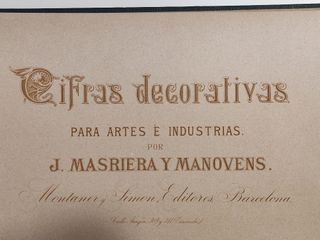 Cifras decorativas
PARA ARTES É INDUSTRIAS.
POR
J. MASRIERA Y MANOVENS.
Montaner y Simon, Editores, Barcelona